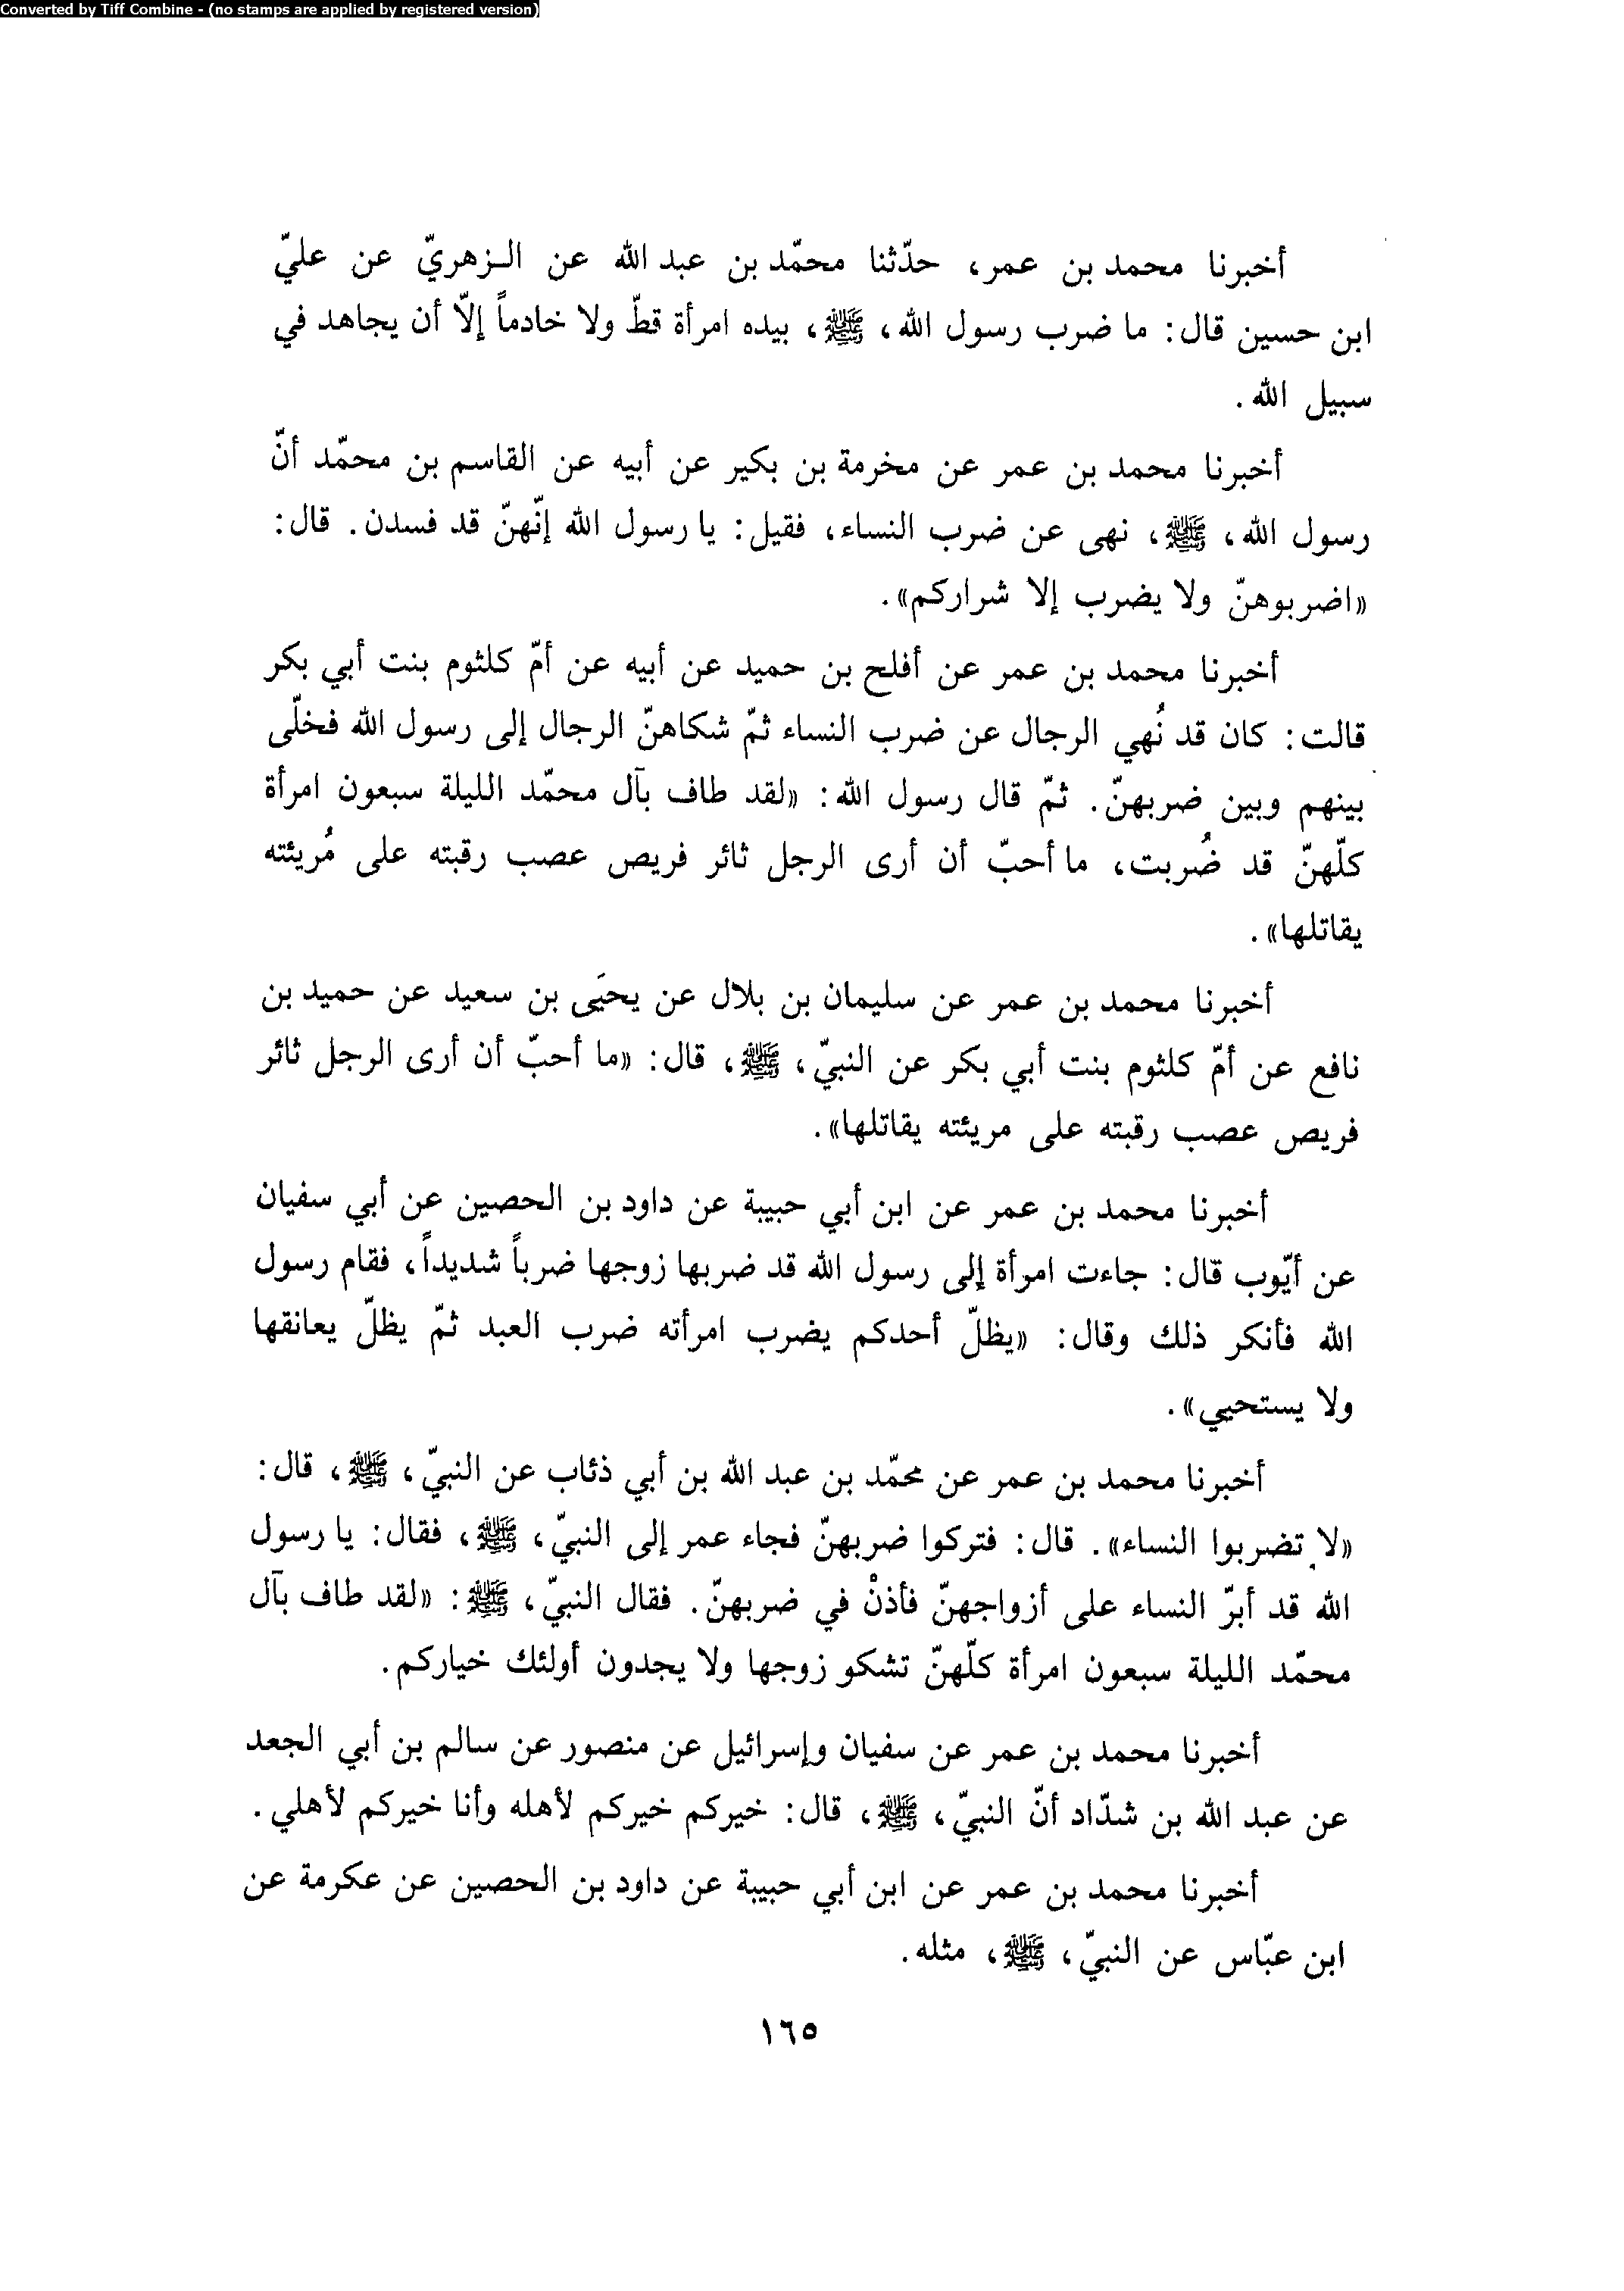 Converted by Tiff Combine - (no stamps are applied by registered version)
أخبرنا محمد بن عمر، حدّثنا محمّد بن عبد الله عن الـزهريّ عن عليّ
ابن حسين قال: ما ضرب رسول الله، ﷺ، بيده امرأة قطّ ولا خادماً إلاّ أن يجاهد في
سبيل الله.
أخبرنا محمد بن عمر عن مخرمة بن بكير عن أبيه عن القاسم بن محمّد أنّ
رسول الله، ﷺ، نهى عن ضرب النساء، فقيل: يا رسول الله إنّهنّ قد فسدن. قال:
«اضربوهنّ ولا يضرب إلا شراركم».
أخبرنا محمد بن عمر عن أفلح بن حميد عن أبيه عن أمّ كلثوم بنت أبي بكر
قالت: كان قد نُهي الرجال عن ضرب النساء ثمّ شكاهنّ الرجال إلى رسول الله فخلّى
بينهم وبين ضربهنّ. ثمّ قال رسول الله: «لقد طاف بآل محمّد الليلة سبعون امرأة
كلّهنّ قد ضُربت، ما أحبّ أن أرى الرجل ثائر فريص عصب رقبته على مُريئته
يقاتلها».
أخبرنا محمد بن عمر عن سليمان بن بلال عن يحيَى بن سعيد عن حميد بن
نافع عن أمّ كلثوم بنت أبي بكر عن النبيّ، ﷺ، قال: «ما أحبّ أن أرى الرجل ثائر
فريص عصب رقبته على مريئته يقاتلها».
أخبرنا محمد بن عمر عن ابن أبي حبيبة عن داود بن الحصين عن أبي سفيان
عن أيّوب قال: جاءت امرأة إلى رسول الله قد ضربها زوجها ضرباً شديداً، فقام رسول
الله فأنكر ذلك وقال: «يظلّ أحدكم يضرب امرأته ضرب العبد ثمّ يظلّ يعانقها
ولا يستحيي».
أخبرنا محمد بن عمر عن محمّد بن عبد الله بن أبي ذئاب عن النبيّ، ﷺ، قال:
«لا تضربوا النساء». قال: فتركوا ضربهنّ فجاء عمر إلى النبيّ، ﷺ، فقال: يا رسول
الله قد أبرّ النساء على أزواجهنّ فأذنْ في ضربهنّ. فقال النبيّ، ﷺ: «لقد طاف بآل
محمّد الليلة سبعون امرأة كلّهنّ تشكو زوجها ولا يجدون أولئك خياركم.
أخبرنا محمد بن عمر عن سفيان وإسرائيل عن منصور عن سالم بن أبي الجعد
عن عبد الله بن شدّاد أنّ النبيّ، ﷺ، قال: خيركم خيركم لأهله وأنا خيركم لأهلي.
أخبرنا محمد بن عمر عن ابن أبي حبيبة عن داود بن الحصين عن عكرمة عن
ابن عبّاس عن النبيّ، ﷺ، مثله.
١٦٥